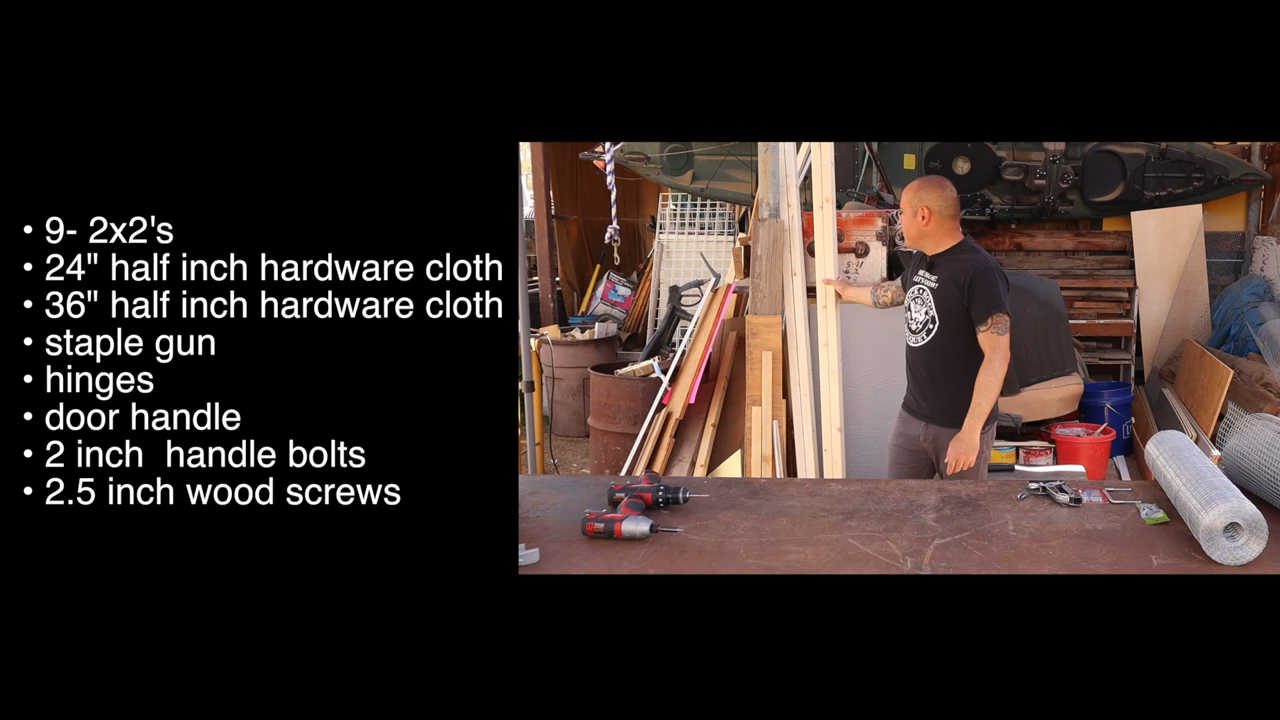 • 9- 2x2's
• 24" half inch hardware cloth
• 36" half inch hardware cloth
• staple gun
• hinges
• door handle
• 2 inch  handle bolts
• 2.5 inch wood screws